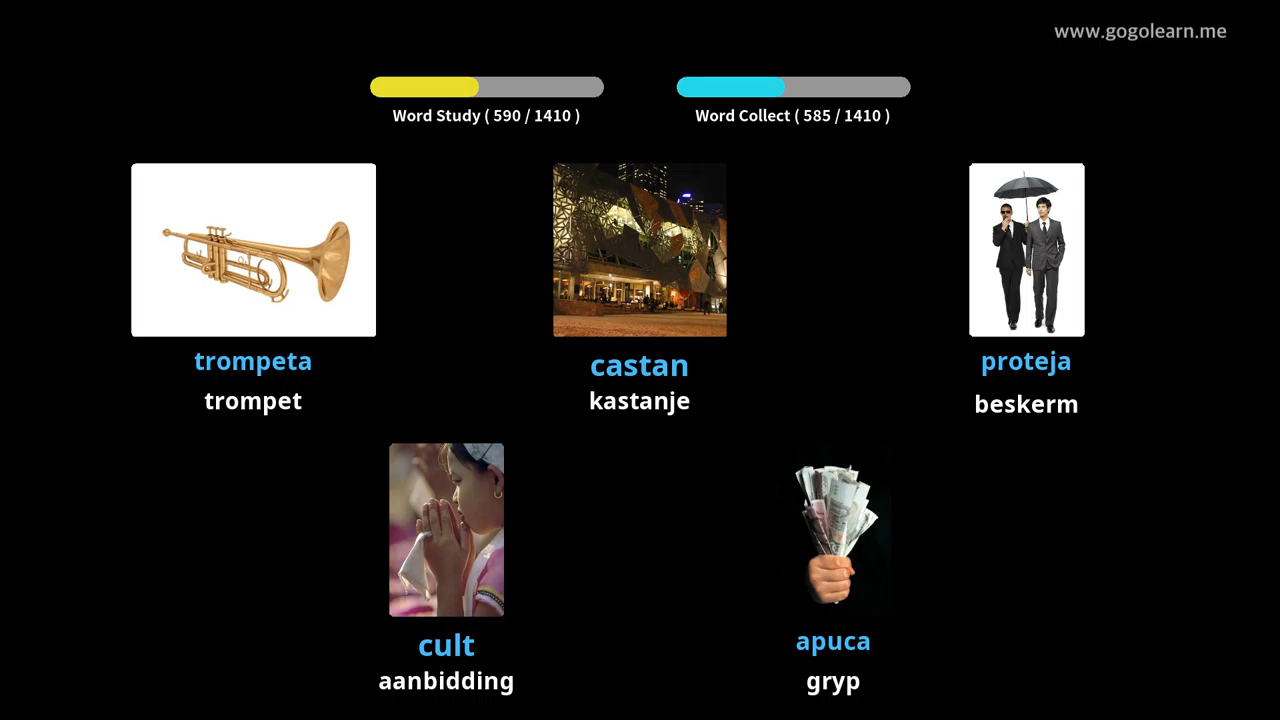 www.gogolearn.me
Word Study ( 590 / 1410 )
Word Collect ( 585 / 1410 )
trompeta
trompet
castan
kastanje
proteja
beskerm
cult
aanbidding
apuca
gryp